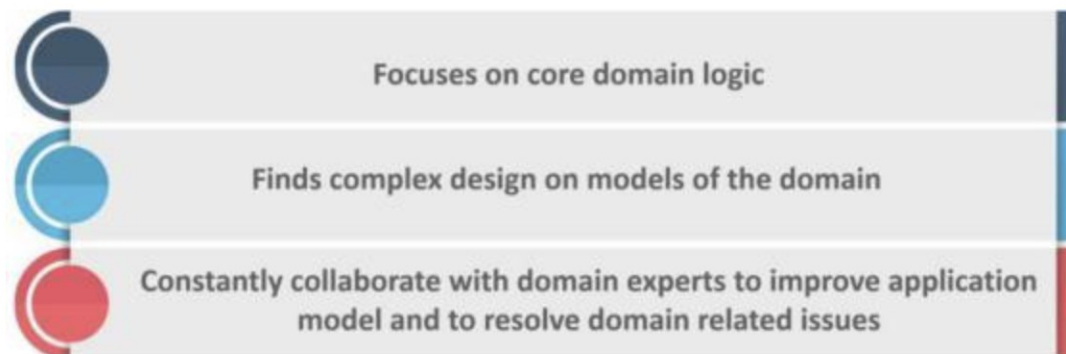 Focuses on core domain logic
Finds complex design on models of the domain
Constantly collaborate with domain experts to improve application
model and to resolve domain related issues